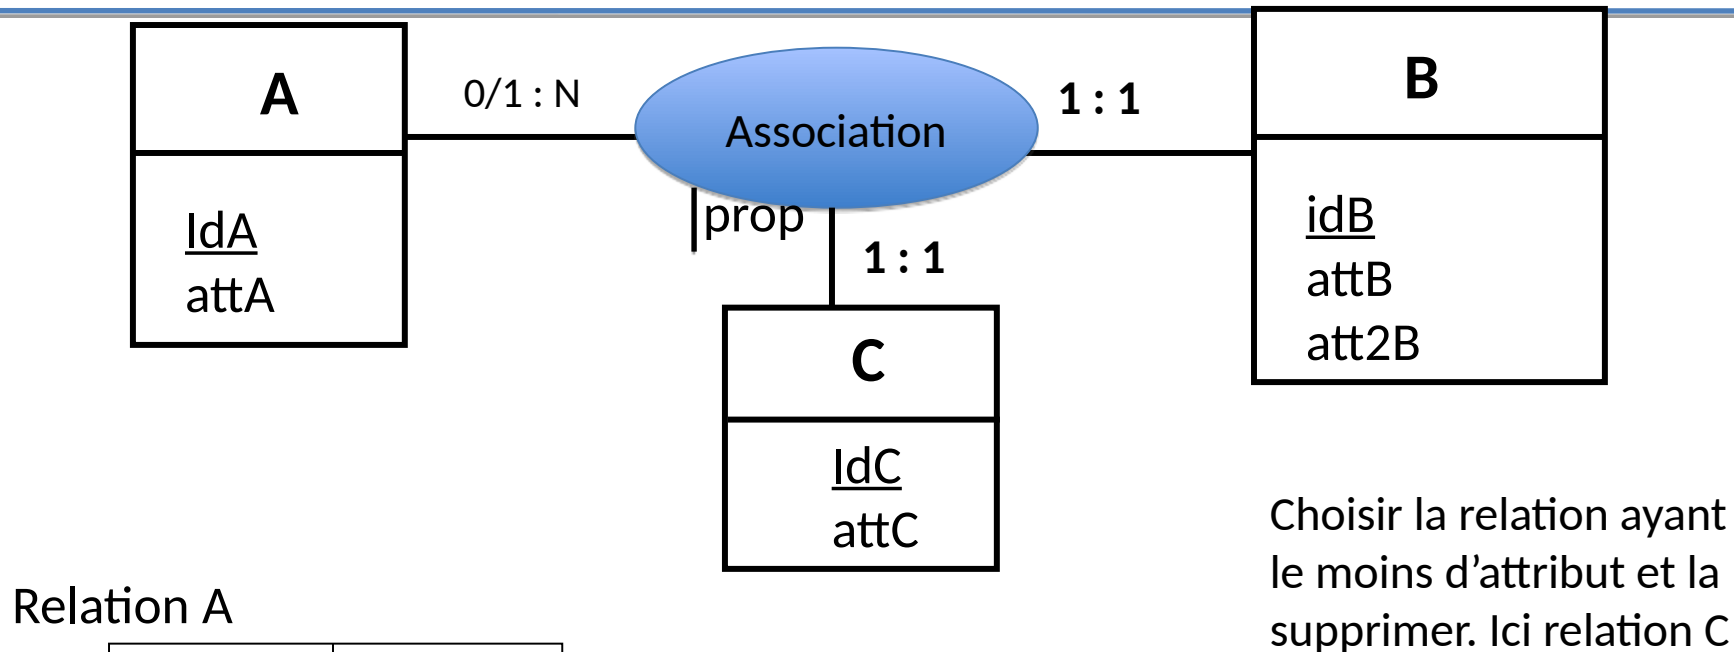 A
0/1 : N
Association
1 : 1
B
IdA
attA
prop
1 : 1
idB
attB
att2B
C
IdC
attC
Choisir la relation ayant
le moins d’attribut et la
supprimer. Ici relation C
Relation A